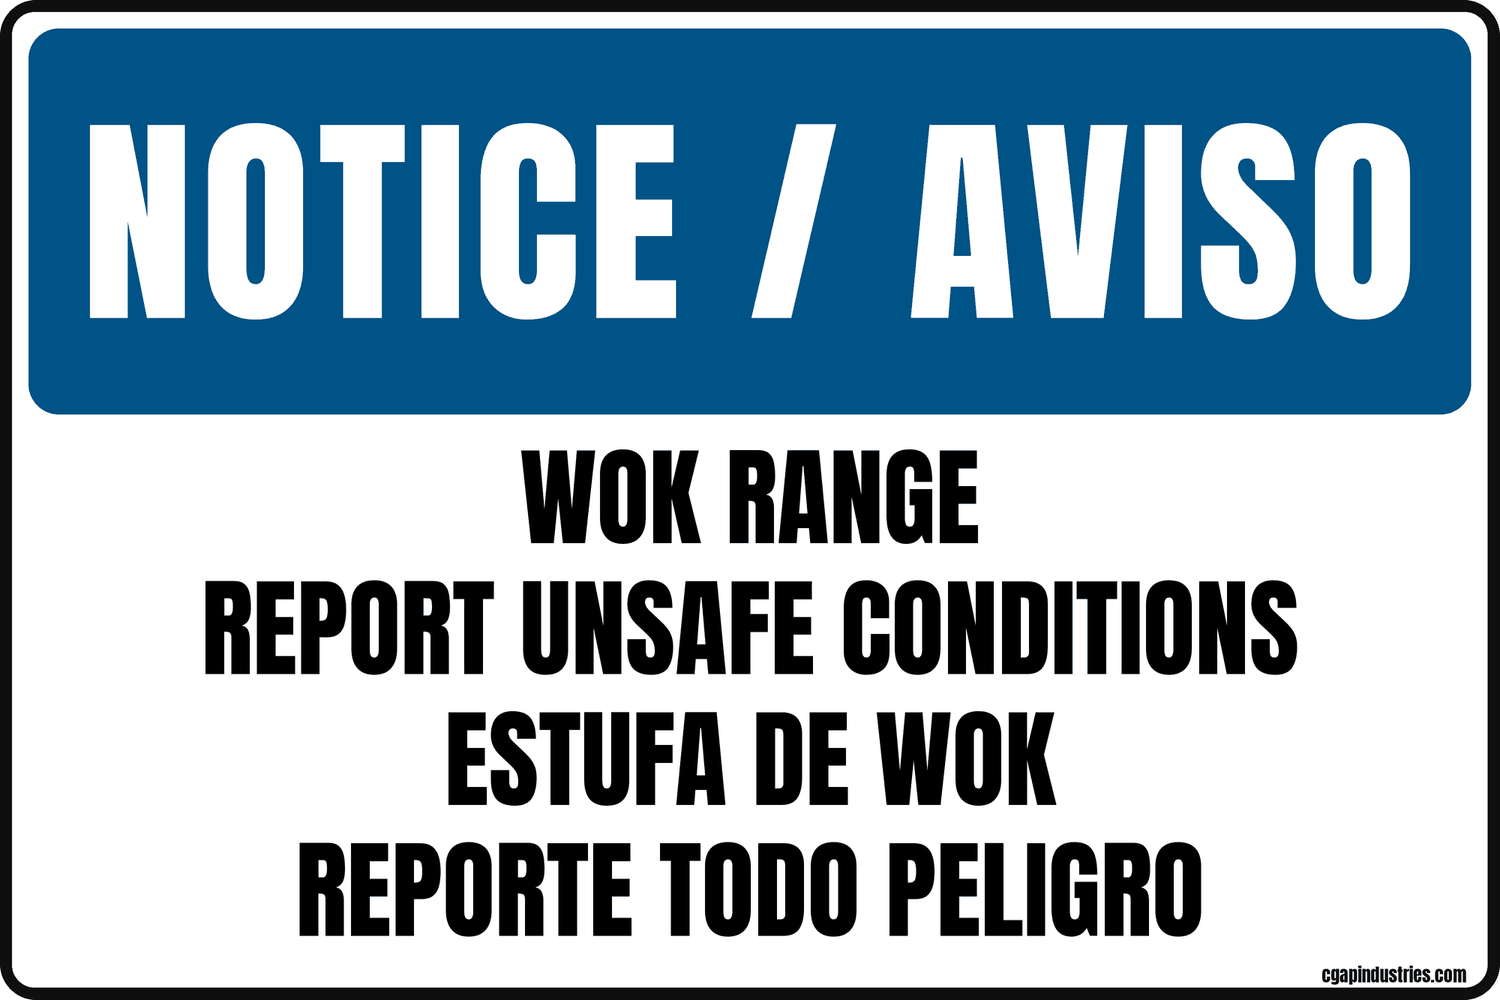 NOTICE / AVISO
WOK RANGE
REPORT UNSAFE CONDITIONS
ESTUFA DE WOK
REPORTE TODO PELIGRO
cgapindustries.com